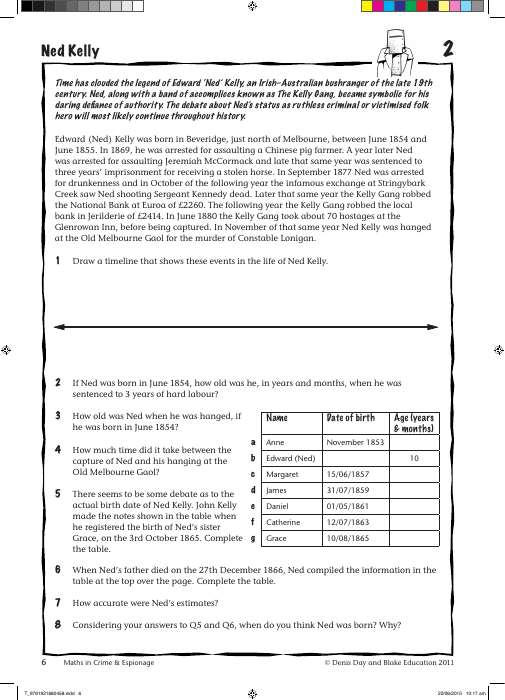 Ned Kelly
2
Time has clouded the legend of Edward 'Ned' Kelly, an Irish–Australian bushranger of the late 19th
century. Ned, along with a band of accomplices known as The Kelly Gang, became symbolic for his
daring defiance of authority. The debate about Ned's status as ruthless criminal or victimised folk
hero will most likely continue throughout history.
Edward (Ned) Kelly was born in Beveridge, just north of Melbourne, between June 1854 and
June 1855. In 1869, he was arrested for assaulting a Chinese pig farmer. A year later Ned
was arrested for assaulting Jeremiah McCormack and late that same year was sentenced to
three years' imprisonment for receiving a stolen horse. In September 1877 Ned was arrested
for drunkenness and in October of the following year the infamous exchange at Stringybark
Creek saw Ned shooting Sergeant Kennedy dead. Later that same year the Kelly Gang robbed
the National Bank at Euroa of £2260. The following year the Kelly Gang robbed the local
bank in Jerilderie of £2414. In June 1880 the Kelly Gang took about 70 hostages at the
Glenrowan Inn, before being captured. In November of that same year Ned Kelly was hanged
at the Old Melbourne Gaol for the murder of Constable Lonigan.
1 Draw a timeline that shows these events in the life of Ned Kelly.
2 If Ned was born in June 1854, how old was he, in years and months, when he was
sentenced to 3 years of hard labour?
3 How old was Ned when he was hanged, if
he was born in June 1854?
4 How much time did it take between the
capture of Ned and his hanging at the
Old Melbourne Gaol?
5 There seems to be some debate as to the
actual birth date of Ned Kelly. John Kelly
made the notes shown in the table when
he registered the birth of Ned's sister
Grace, on the 3rd October 1865. Complete
the table.
Name Date of birth Age (years
& months)
a Anne November 1853
b Edward (Ned) 10
c Margaret 15/06/1857
d James 31/07/1859
e Daniel 01/05/1861
f Catherine 12/07/1863
g Grace 10/08/1865
6 When Ned's father died on the 27th December 1866, Ned compiled the information in the
table at the top over the page. Complete the table.
7 How accurate were Ned's estimates?
8 Considering your answers to Q5 and Q6, when do you think Ned was born? Why?
6 Maths in Crime & Espionage © Denis Day and Blake Education 2011
T_9781921680458.indd 6 22/06/2015 10:17 am